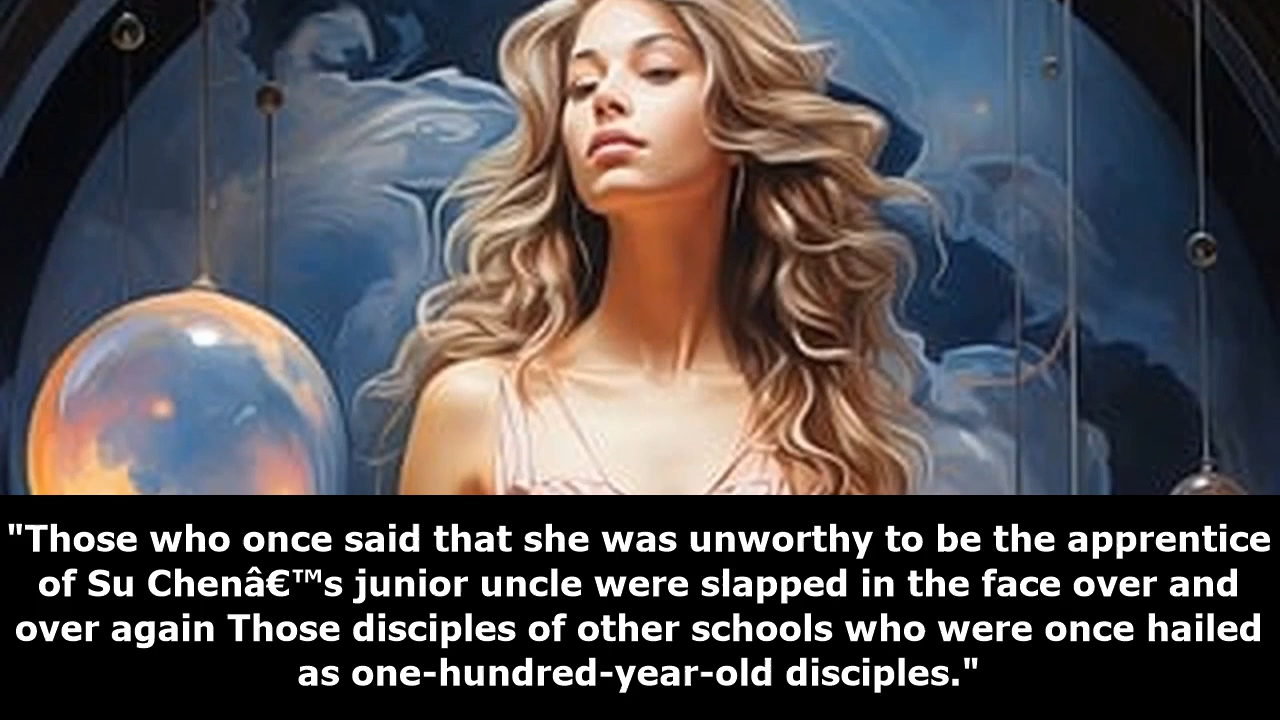 "Those who once said that she was unworthy to be the apprentice
of Su Chenâ€™s junior uncle were slapped in the face over and
over again Those disciples of other schools who were once hailed
as one-hundred-year-old disciples."